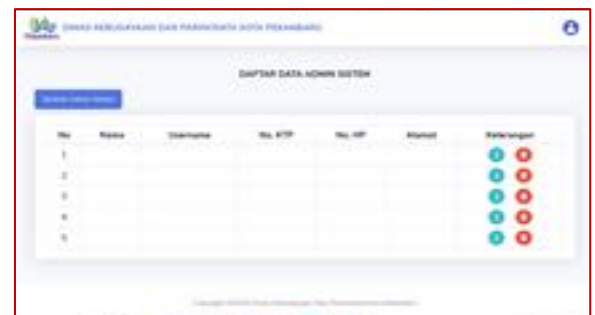 DINAS KEBUDAYAAN DAN PARIWISATA KOTA PEKANBARU
DAFTAR DATA ADMIN SISTEM
No Nama Username No. KTP No. HP Alamat Keterangan
1
2
3
4
5